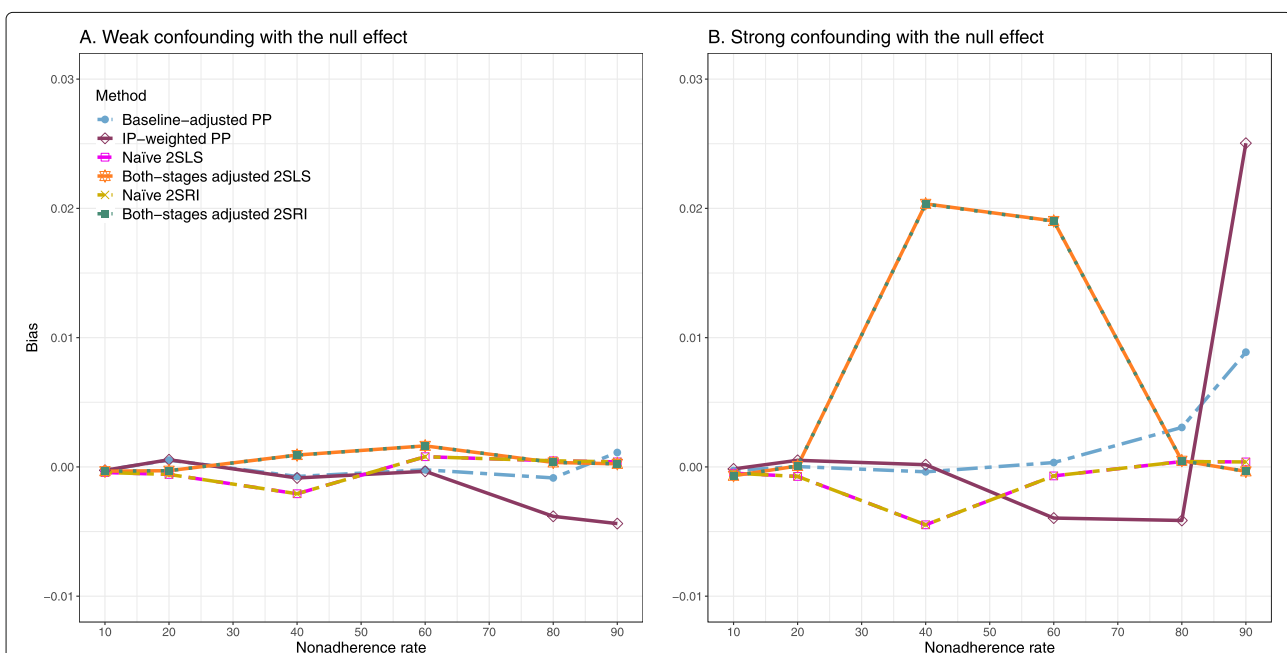 A. Weak confounding with the null effect
B. Strong confounding with the null effect
Bias
0.03
0.02
0.01
0.00
−0.01
Method
Baseline−adjusted PP
IP−weighted PP
Naïve 2SLS
Both−stages adjusted 2SLS
Naïve 2SRI
Both−stages adjusted 2SRI
10 20 30 40 50 60 70 80 90
Nonadherence rate
0.03
0.02
0.01
0.00
−0.01
10 20 30 40 50 60 70 80 90
Nonadherence rate